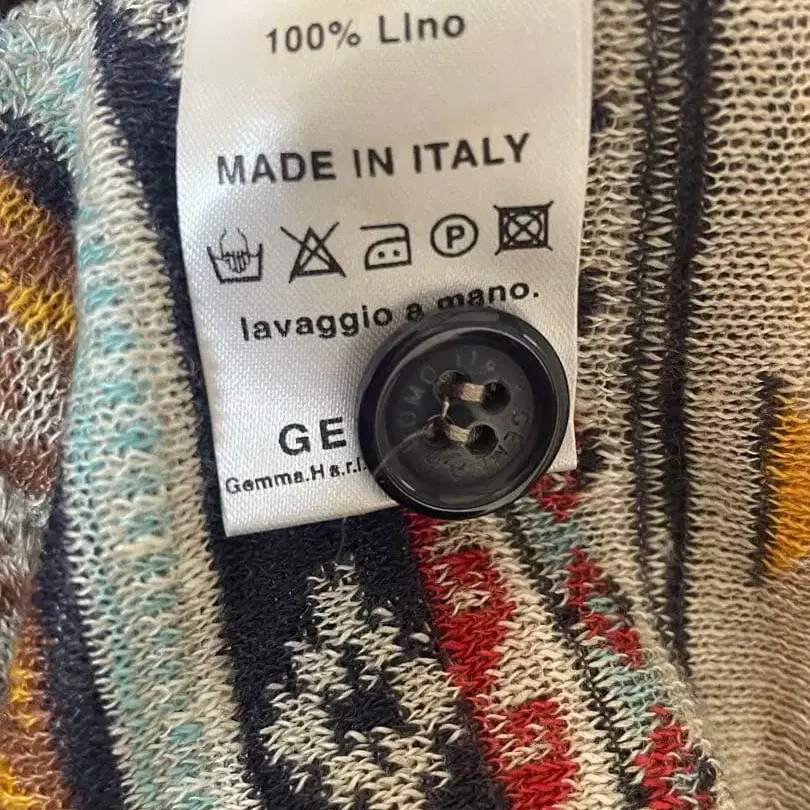 100% Lino
MADE IN ITALY
P
lavaggio a mano.
GE
Gemma.H s.r.l.